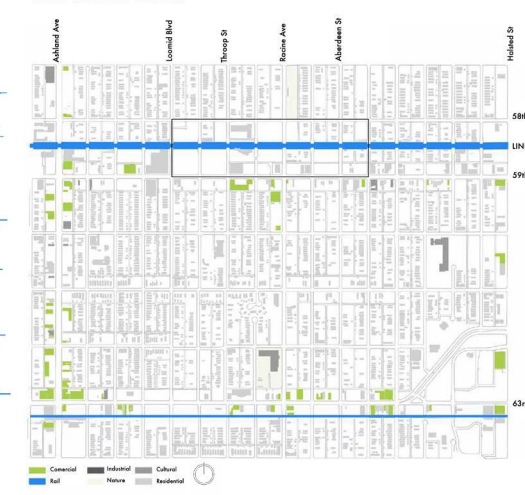 Ashland Ave
Loomid Blvd
Throop St
Racine Ave
Aberdeen St
Halsted St
58th
LIN
59t
63r
Comercial
Industrial
Cultural
Rail
Nature
Residential